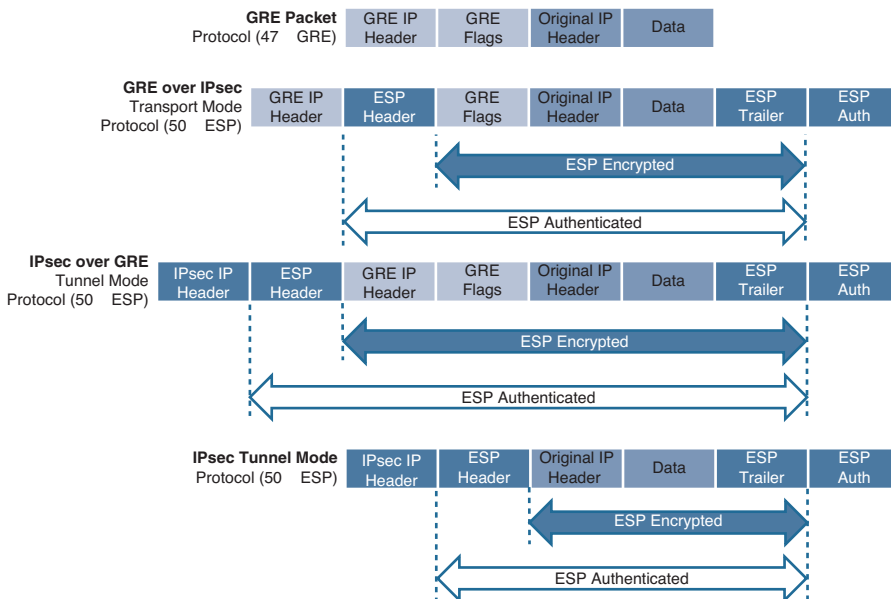 GRE Packet
Protocol (47 GRE)
GRE IP Header
GRE Flags
Original IP Header
Data
GRE over IPsec
Transport Mode
Protocol (50 ESP)
GRE IP Header
ESP Header
GRE Flags
Original IP Header
Data
ESP Trailer
ESP Auth
ESP Encrypted
ESP Authenticated
IPsec over GRE
Tunnel Mode
Protocol (50 ESP)
IPsec IP Header
ESP Header
GRE IP Header
GRE Flags
Original IP Header
Data
ESP Trailer
ESP Auth
ESP Encrypted
ESP Authenticated
IPsec Tunnel Mode
Protocol (50 ESP)
IPsec IP Header
ESP Header
Original IP Header
Data
ESP Trailer
ESP Auth
ESP Encrypted
ESP Authenticated